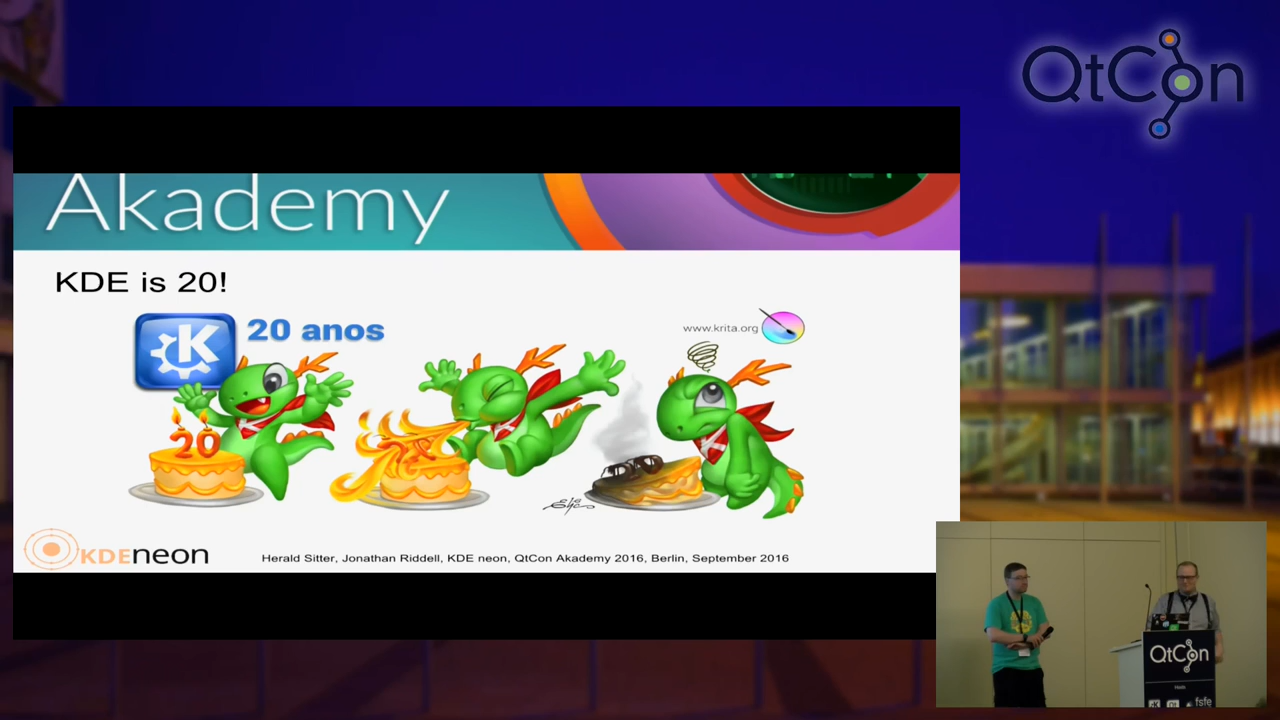 QtCon
Akademy
KDE is 20!
K
20 anos
www.krita.org
20
KDEneon
Herald Sitter, Jonathan Riddell, KDE neon, QtCon Akademy 2016, Berlin, September 2016
QtCon
fsfe